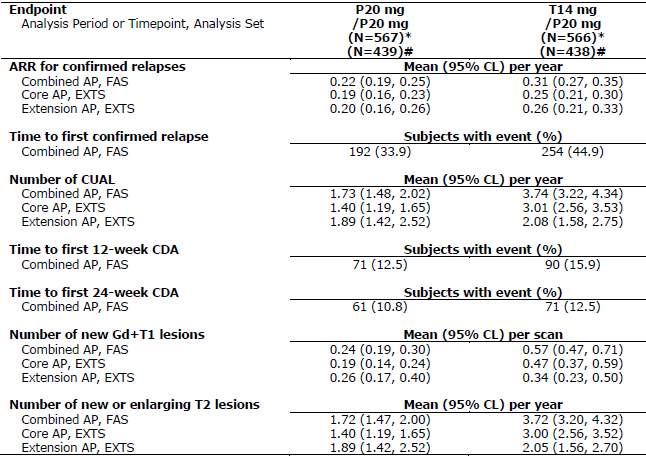 Endpoint P20 mg T14 mg
Analysis Period or Timepoint, Analysis Set /P20 mg /P20 mg
(N=567)* (N=566)*
(N=439)# (N=438)#
ARR for confirmed relapses Mean (95% CL) per year
Combined AP, FAS 0.22 (0.19, 0.25) 0.31 (0.27, 0.35)
Core AP, EXTS 0.19 (0.16, 0.23) 0.25 (0.21, 0.30)
Extension AP, EXTS 0.20 (0.16, 0.26) 0.26 (0.21, 0.33)
Time to first confirmed relapse Subjects with event (%)
Combined AP, FAS 192 (33.9) 254 (44.9)
Number of CUAL Mean (95% CL) per year
Combined AP, FAS 1.73 (1.48, 2.02) 3.74 (3.22, 4.34)
Core AP, EXTS 1.40 (1.19, 1.65) 3.01 (2.56, 3.53)
Extension AP, EXTS 1.89 (1.42, 2.52) 2.08 (1.58, 2.75)
Time to first 12-week CDA Subjects with event (%)
Combined AP, FAS 71 (12.5) 90 (15.9)
Time to first 24-week CDA Subjects with event (%)
Combined AP, FAS 61 (10.8) 71 (12.5)
Number of new Gd+T1 lesions Mean (95% CL) per scan
Combined AP, FAS 0.24 (0.19, 0.30) 0.57 (0.47, 0.71)
Core AP, EXTS 0.19 (0.14, 0.24) 0.47 (0.37, 0.59)
Extension AP, EXTS 0.26 (0.17, 0.40) 0.34 (0.23, 0.50)
Number of new or enlarging T2 lesions Mean (95% CL) per year
Combined AP, FAS 1.72 (1.47, 2.00) 3.72 (3.20, 4.32)
Core AP, EXTS 1.40 (1.19, 1.65) 3.00 (2.56, 3.52)
Extension AP, EXTS 1.89 (1.42, 2.52) 2.05 (1.56, 2.70)